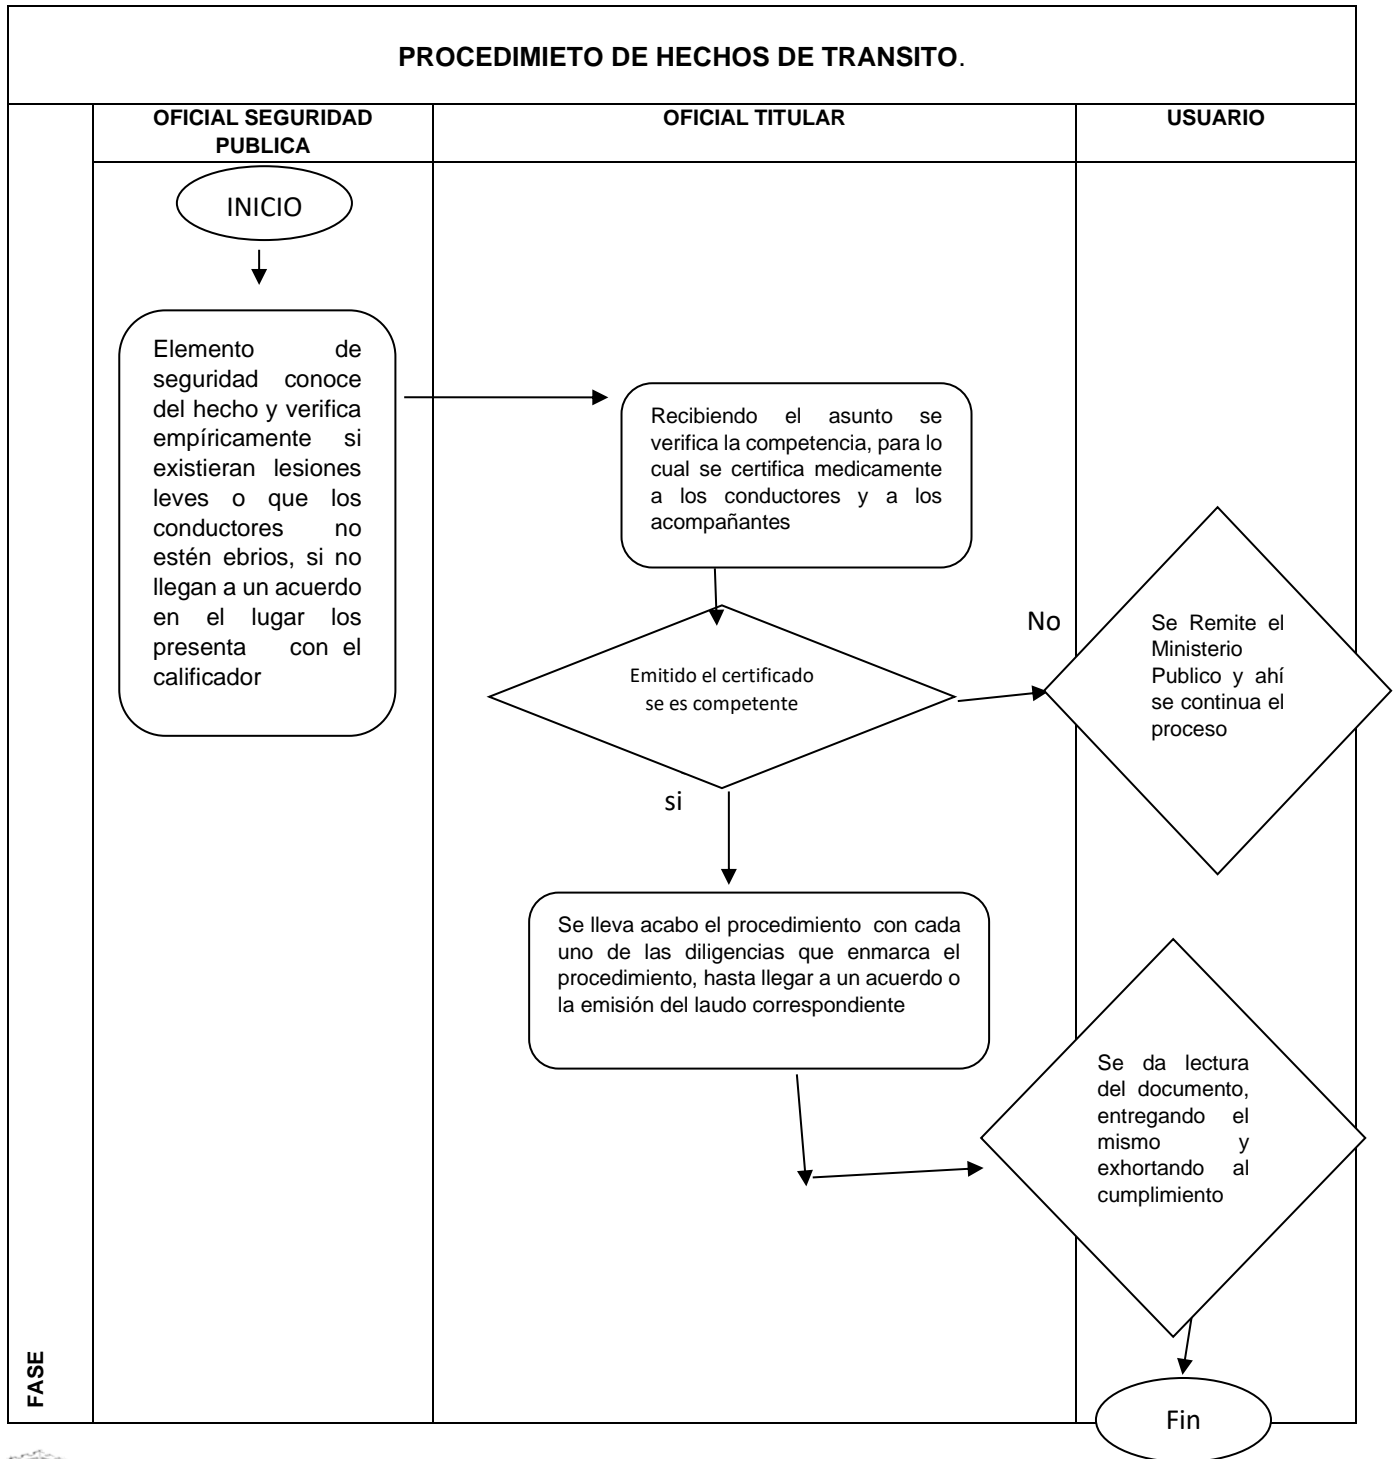 PROCEDIMIETO DE HECHOS DE TRANSITO.
OFICIAL SEGURIDAD
PUBLICA
OFICIAL TITULAR
USUARIO
INICIO
Elemento de
seguridad conoce
del hecho y verifica
empíricamente si
existieran lesiones
leves o que los
conductores no
estén ebrios, si no
llegan a un acuerdo
en el lugar los
presenta con el
calificador
Recibiendo el asunto se
verifica la competencia, para lo
cual se certifica medicamente
a los conductores y a los
acompañantes
Emitido el certificado
se es competente
No
Se Remite el
Ministerio
Publico y ahí
se continua el
proceso
si
Se lleva acabo el procedimiento con cada
uno de las diligencias que enmarca el
procedimiento, hasta llegar a un acuerdo o
la emisión del laudo correspondiente
Se da lectura
del documento,
entregando el
mismo y
exhortando al
cumplimiento
Fin
FASE